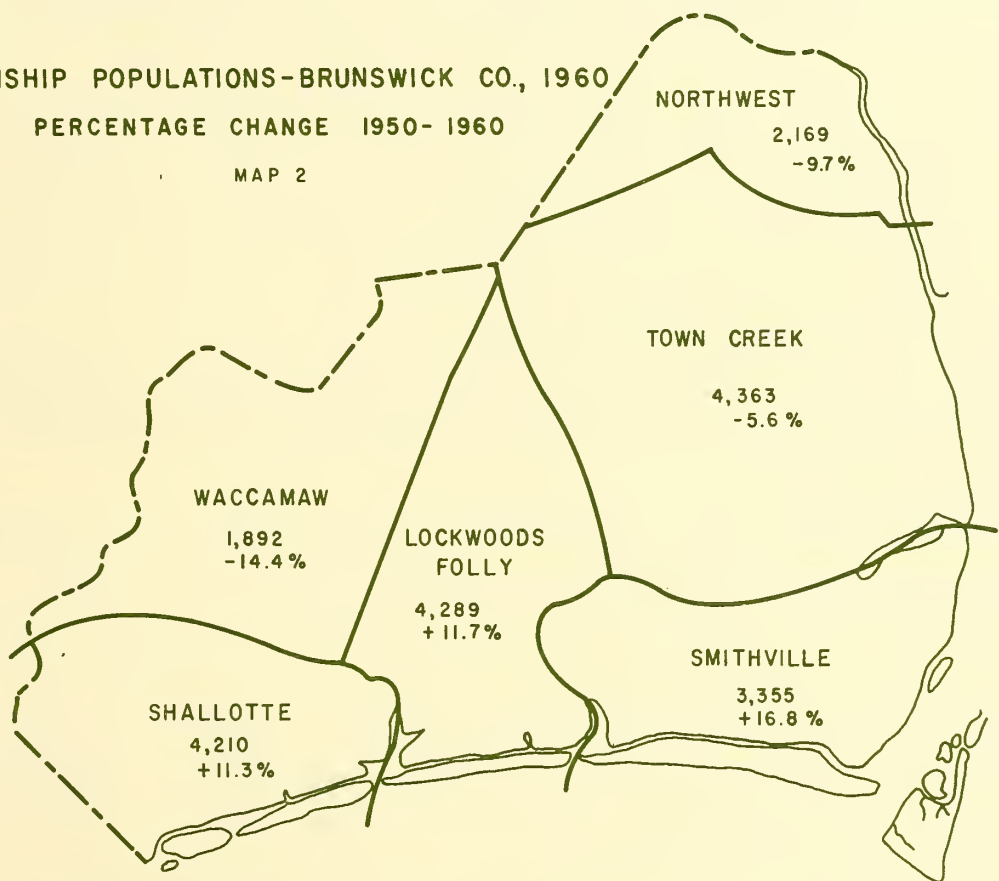 SHIP POPULATIONS-BRUNSWICK CO., 1960
PERCENTAGE CHANGE 1950-1960
MAP 2
NORTHWEST
2,169
-9.7%
TOWN CREEK
4,363
-5.6%
WACCAMAW
1,892
-14.4%
LOCKWOODS
FOLLY
4,289
+11.7%
SMITHVILLE
3,355
+16.8%
SHALLOTTE
4,210
+11.3%